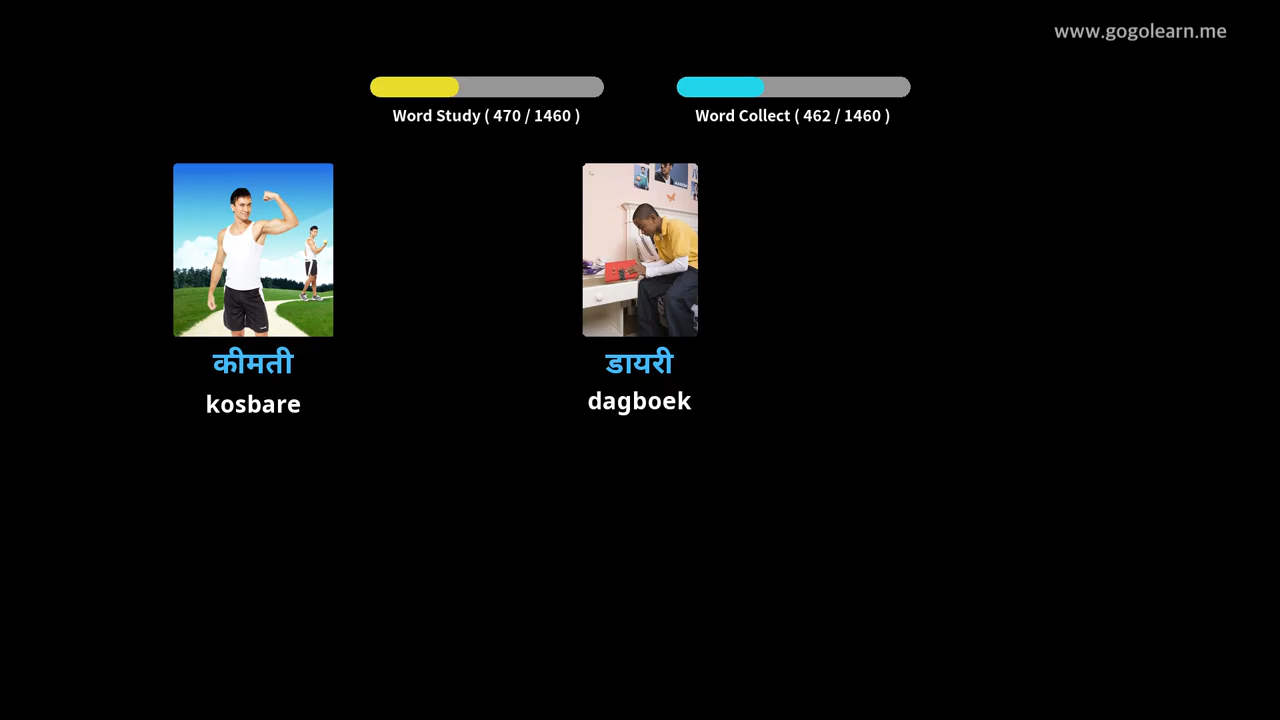 www.gogolearn.me
Word Study ( 470 / 1460 )
Word Collect ( 462 / 1460 )
कीमती
kosbare
डायरी
dagboek